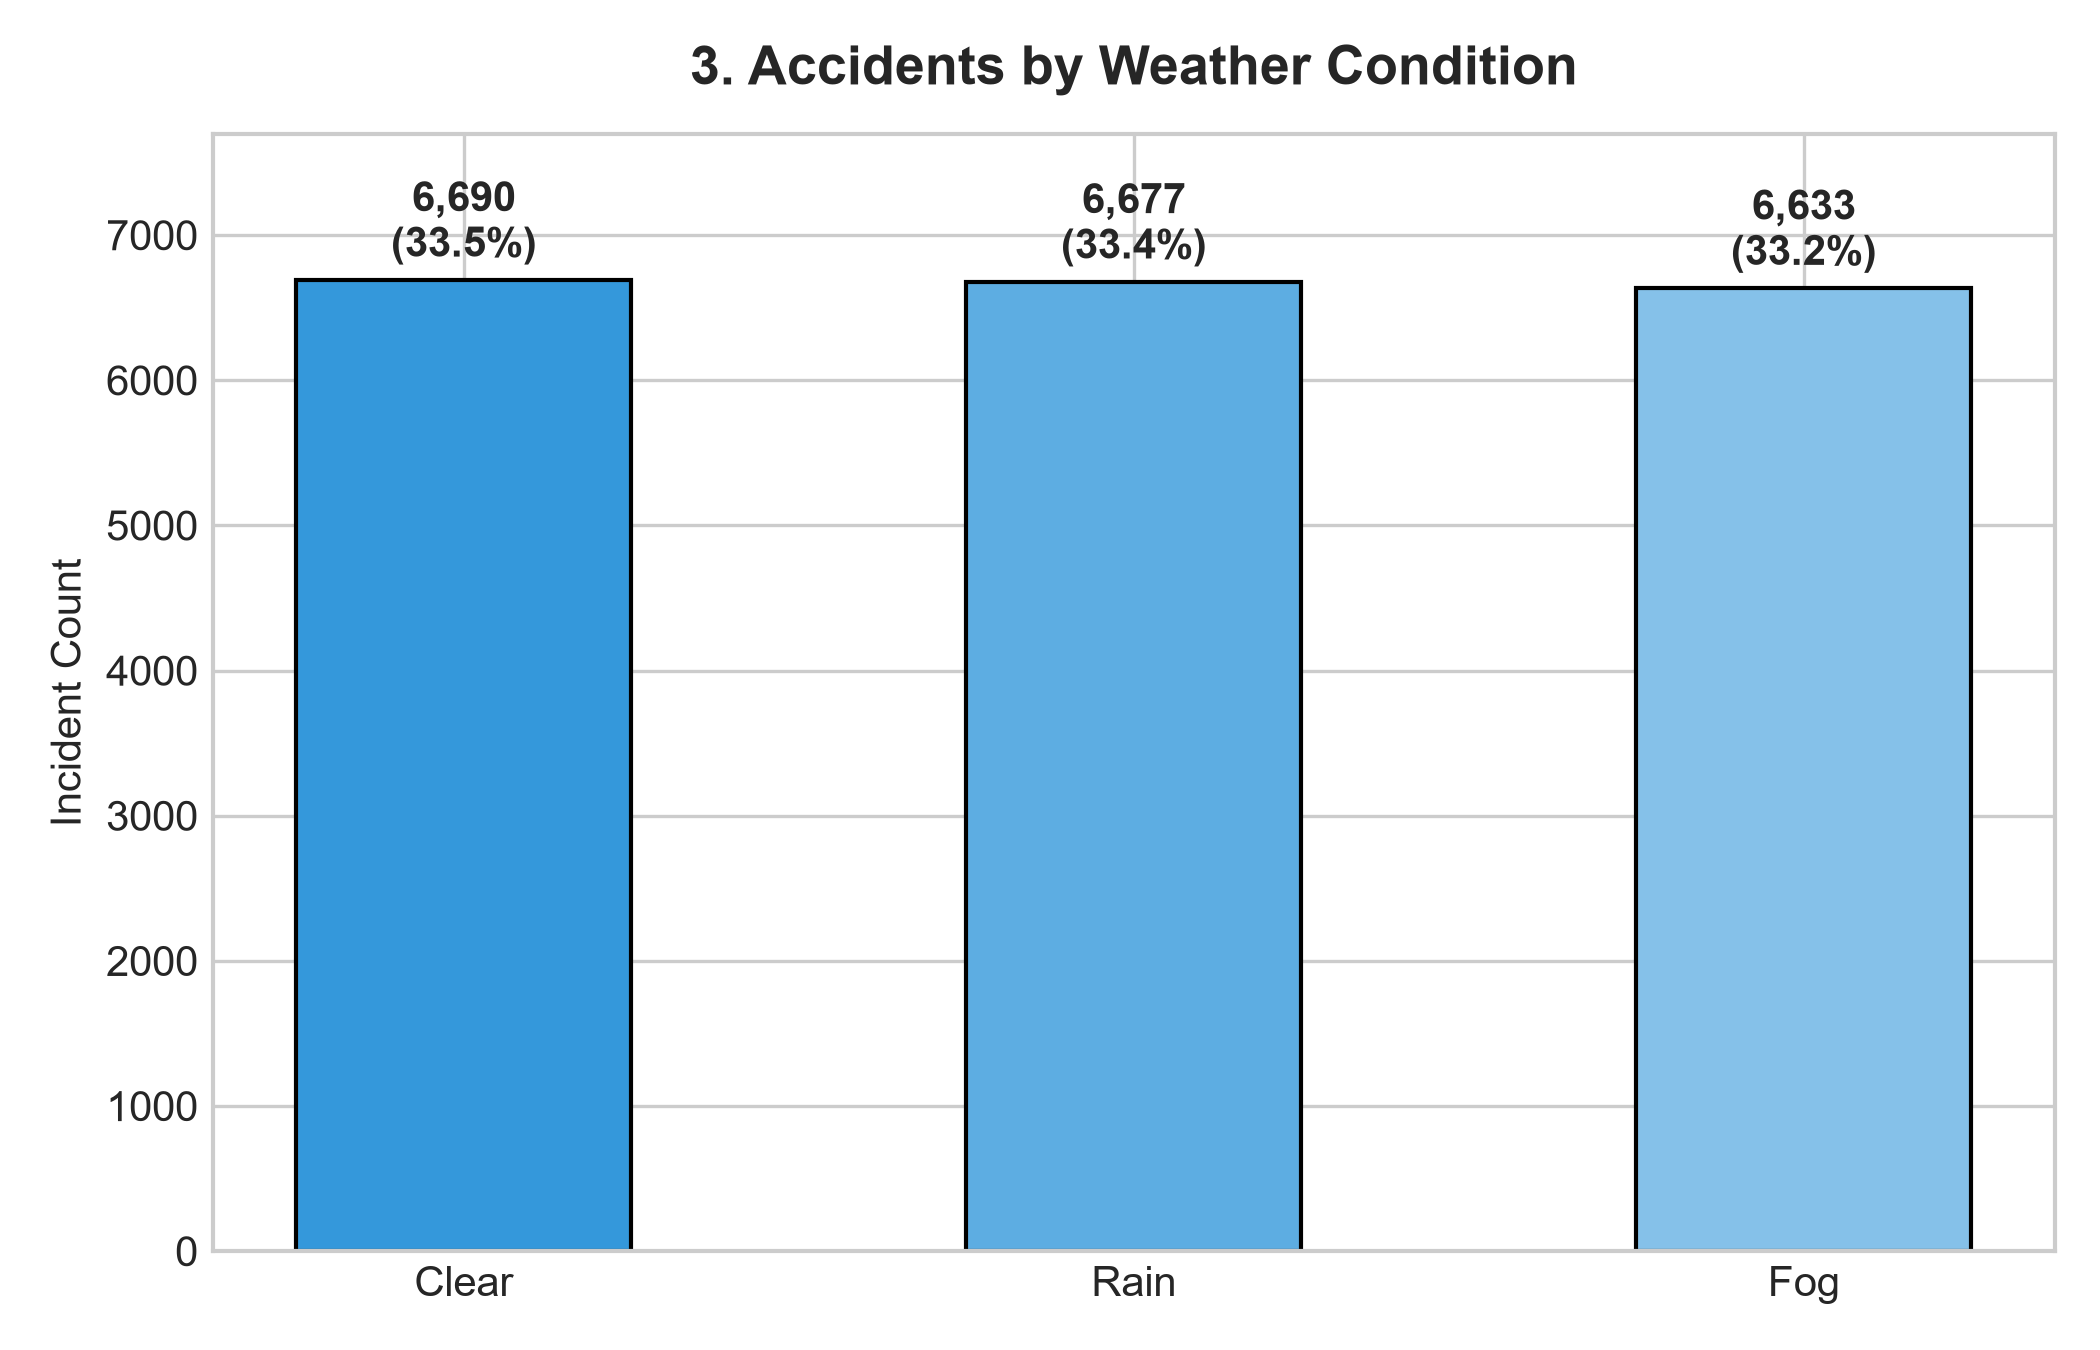 3. Accidents by Weather Condition
6,690
(33.5%)
6,677
(33.4%)
6,633
(33.2%)
7000
6000
5000
4000
3000
2000
1000
0
Incident Count
Clear
Rain
Fog